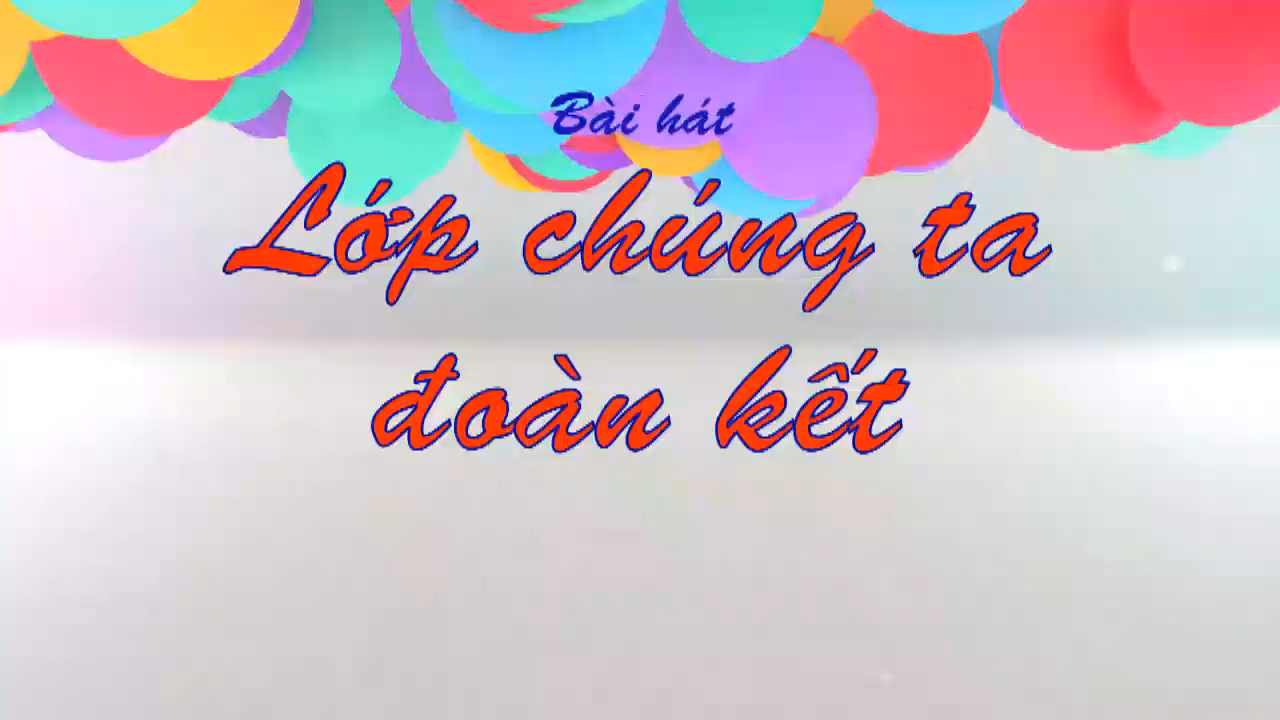 Bài hát
Lớp chúng ta
đoàn kết